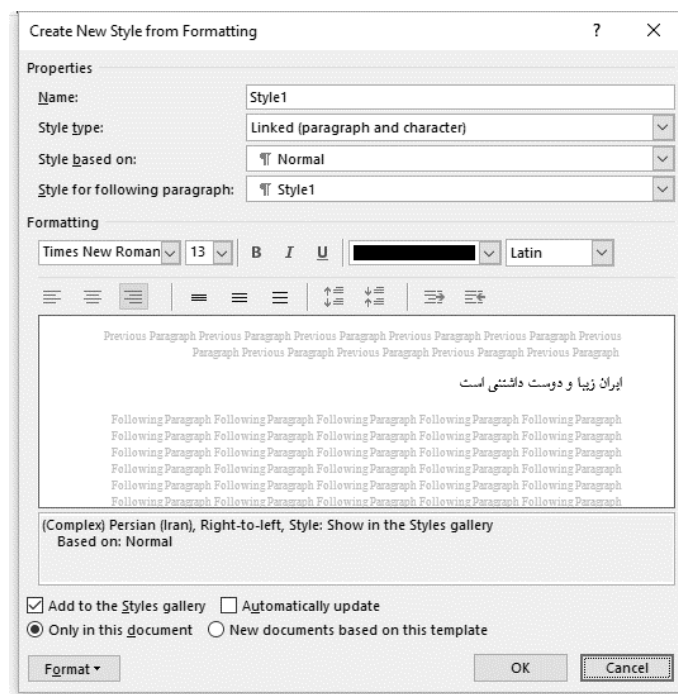 Create New Style from Formatting
?
Properties
Name:
Style1
Style type:
Linked (paragraph and character)
Style based on:
¶ Normal
Style for following paragraph:
¶ Style1
Formatting
Times New Roman 13 B I U Latin
Previous Paragraph Previous Paragraph Previous Paragraph Previous Paragraph Previous Paragraph Previous
Paragraph Previous Paragraph Previous Paragraph Previous Paragraph Previous Paragraph
ایران زیبا و دوست داشتنی است
Following Paragraph Following Paragraph Following Paragraph Following Paragraph Following Paragraph
Following Paragraph Following Paragraph Following Paragraph Following Paragraph Following Paragraph
Following Paragraph Following Paragraph Following Paragraph Following Paragraph Following Paragraph
Following Paragraph Following Paragraph Following Paragraph Following Paragraph Following Paragraph
Following Paragraph Following Paragraph Following Paragraph Following Paragraph Following Paragraph
Following Paragraph Following Paragraph Following Paragraph Following Paragraph Following Paragraph
(Complex) Persian (Iran), Right-to-left, Style: Show in the Styles gallery
Based on: Normal
Add to the Styles gallery Automatically update
Only in this document New documents based on this template
Format OK Cancel